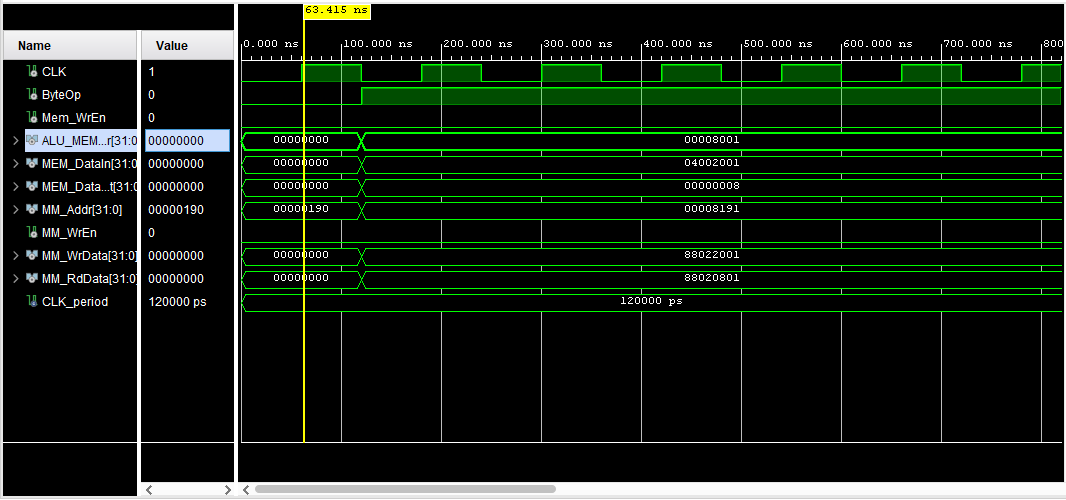 63.415 ns
Name Value
0.000 ns 100.000 ns 200.000 ns 300.000 ns 400.000 ns 500.000 ns 600.000 ns 700.000 ns 800
CLK 1
ByteOp 0
Mem_WrEn 0
ALU_MEM...r[31:0 00000000 00000000 00008001
MEM_DataIn[31:0 00000000 00000000 04002001
MEM_Data...t[31:0 00000000 00000000 00000008
MM_Addr[31:0] 00000190 00000190 00008191
MM_WrEn 0
MM_WrData[31:0] 00000000 00000000 88022001
MM_RdData[31:0] 00000000 00000000 88020801
CLK_period 120000 ps 120000 ps